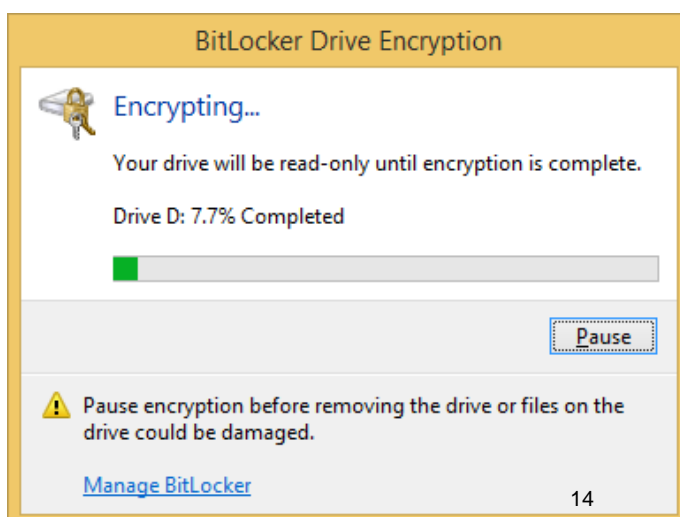 BitLocker Drive Encryption
Encrypting...
Your drive will be read-only until encryption is complete.
Drive D: 7.7% Completed
Pause
Pause encryption before removing the drive or files on the
drive could be damaged.
Manage BitLocker
14